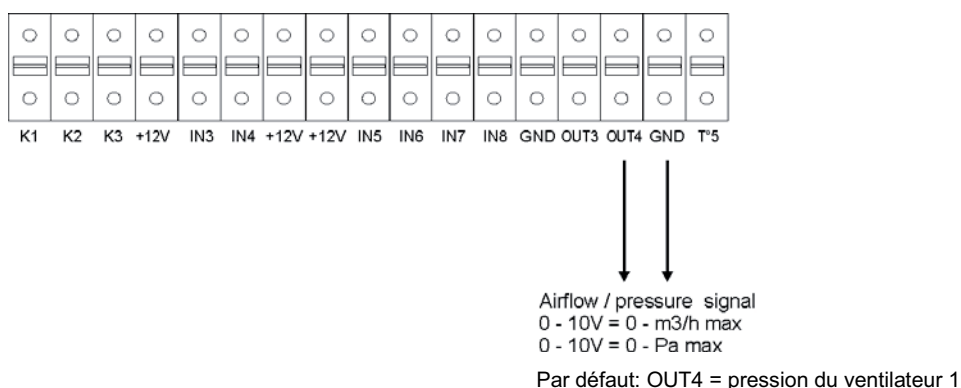 K1 K2 K3 +12V IN3 IN4 +12V +12V IN5 IN6 IN7 IN8 GND OUT3 OUT4 GND T°5
Airflow / pressure signal
0 - 10V = 0 - m3/h max
0 - 10V = 0 - Pa max
Par défaut: OUT4 = pression du ventilateur 1